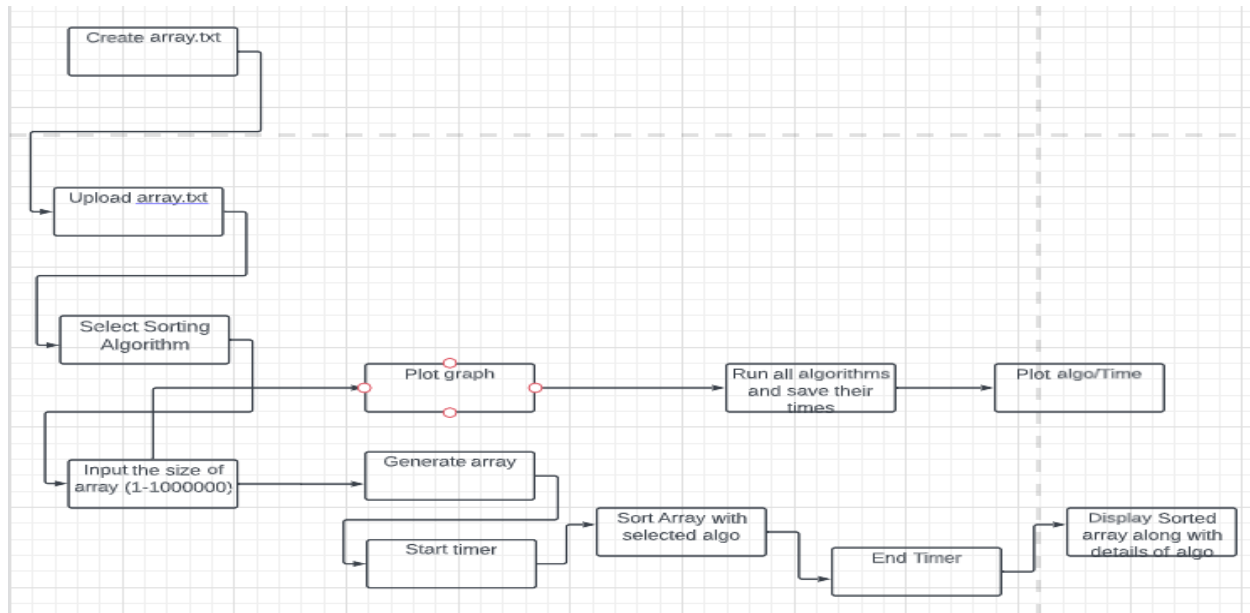 Create array.txt
Upload array.txt
Select Sorting
Algorithm
Plot graph
Run all algorithms
and save their
times
Plot algo/Time
Input the size of
array (1-1000000)
Generate array
Start timer
Sort Array with
selected algo
End Timer
Display Sorted
array along with
details of algo